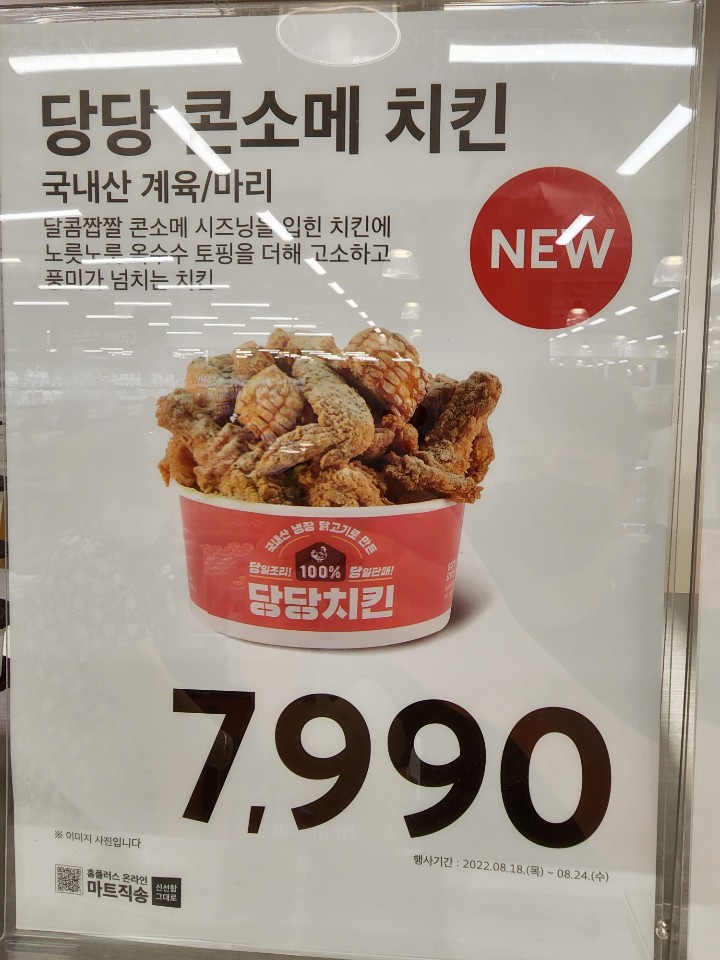 당당 콘소메 치킨
국내산 계육/마리
달콤짭짤 콘소메 시즈닝을 입힌 치킨에
노릇노릇 옥수수 토핑을 더해 고소하고
풍미가 넘치는 치킨
NEW
국내산 냉장 닭고기로 만든
당일조리! 100% 당일판매!
당당치킨
7,990
※ 이미지 사진입니다
행사기간 : 2022.08.18.(목) ~ 08.24.(수)
홈플러스 온라인
마트직송
신선함
그대로